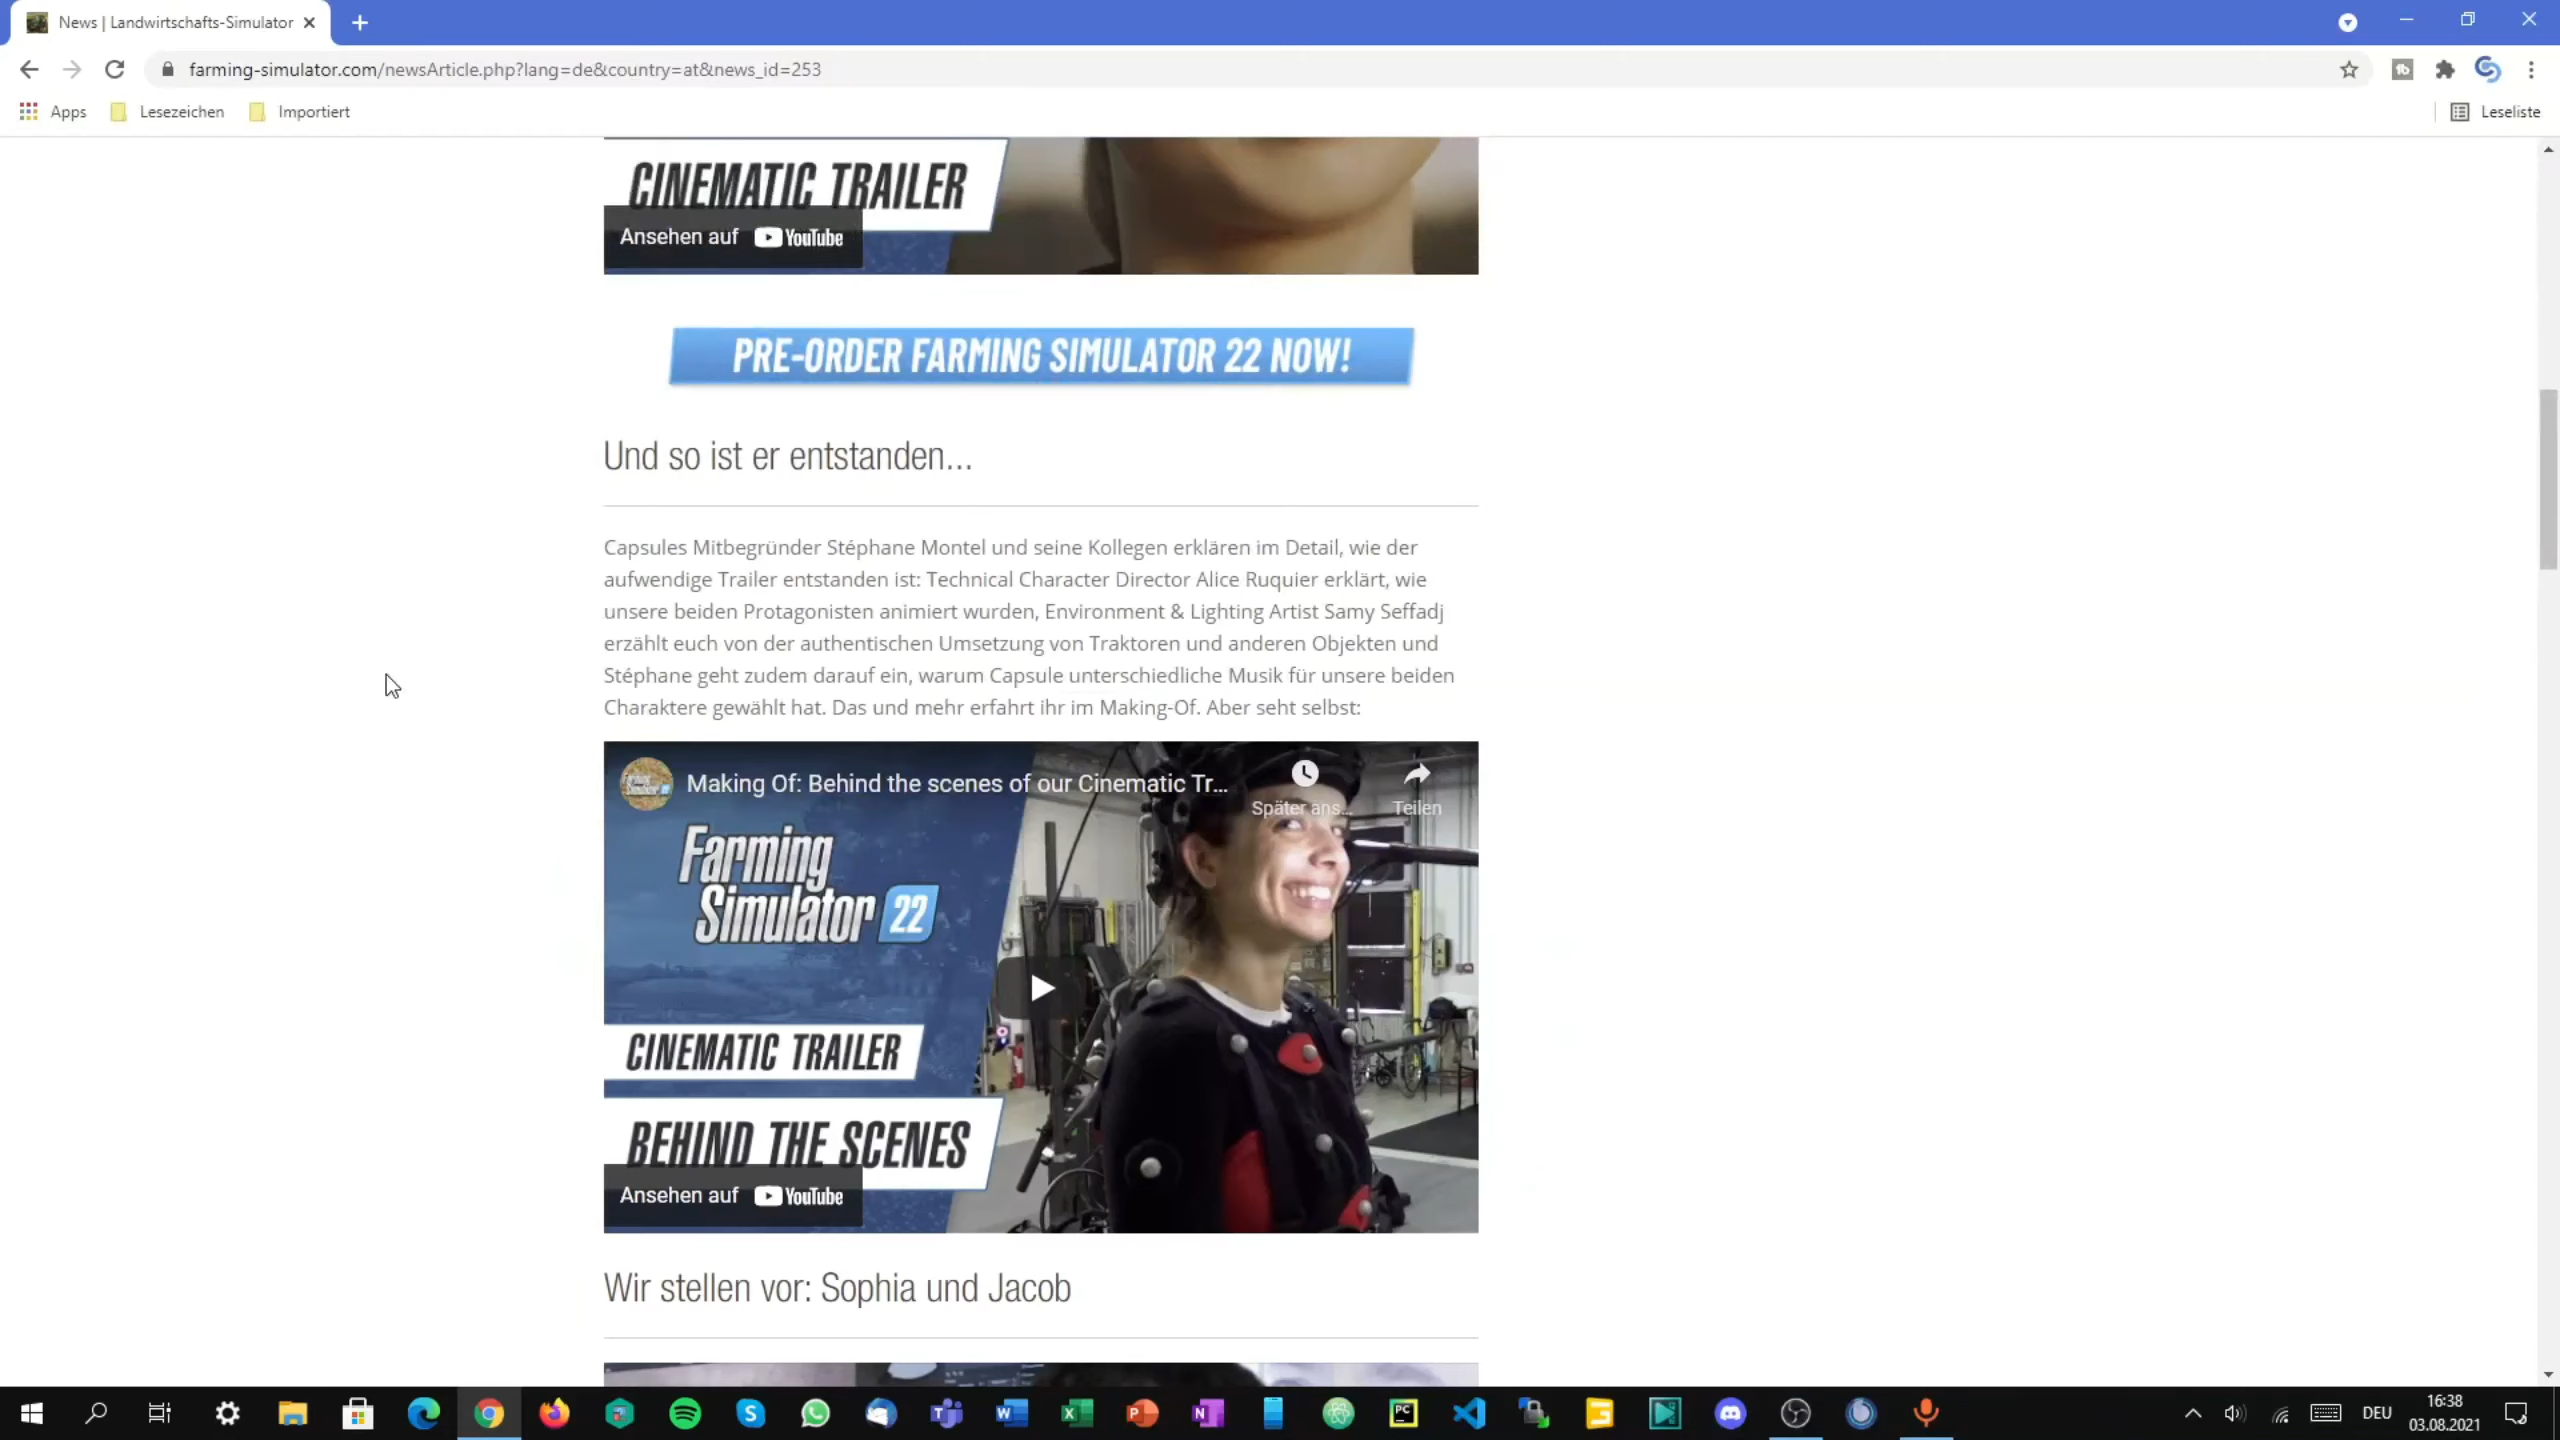 News | Landwirtschafts-Simulator
farming-simulator.com/newsArticle.php?lang=de&country=at&news_id=253
Apps
Lesezeichen
Importiert
Leseliste
CINEMATIC TRAILER
Ansehen auf YouTube
PRE-ORDER FARMING SIMULATOR 22 NOW!
Und so ist er entstanden...
Capsules Mitbegründer Stéphane Montel und seine Kollegen erklären im Detail, wie der
aufwendige Trailer entstanden ist: Technical Character Director Alice Ruquier erklärt, wie
unsere beiden Protagonisten animiert wurden, Environment & Lighting Artist Samy Seffadj
erzählt euch von der authentischen Umsetzung von Traktoren und anderen Objekten und
Stéphane geht zudem darauf ein, warum Capsule unterschiedliche Musik für unsere beiden
Charaktere gewählt hat. Das und mehr erfahrt ihr im Making-Of. Aber seht selbst:
Making Of: Behind the scenes of our Cinematic Tr...
Später ans...
Teilen
Farming
Simulator 22
CINEMATIC TRAILER
BEHIND THE SCENES
Ansehen auf YouTube
Wir stellen vor: Sophia und Jacob
DEU
16:38
03.08.2021